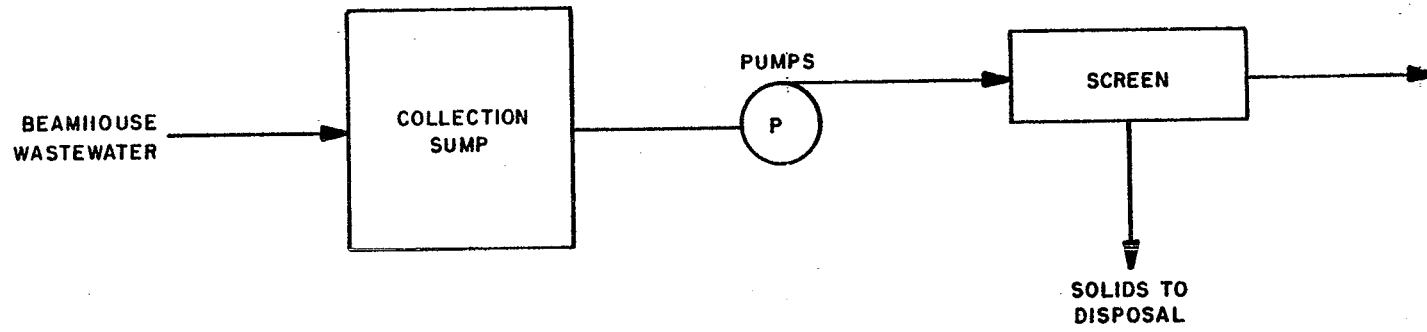 BEAMHOUSE
WASTEWATER
COLLECTION
SUMP
PUMPS
P
SCREEN
SOLIDS TO
DISPOSAL